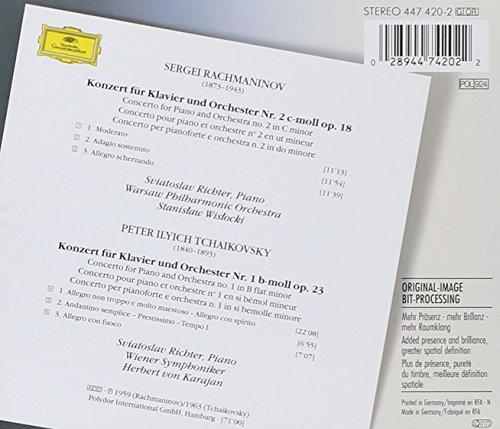 STEREO 447 420-2 GLOR
Deutsche
Grammophon
0 28944 74202 2
POL 924
SERGEI RACHMANINOV
(1873-1943)
Konzert für Klavier und Orchester Nr. 2 c-moll op. 18
Concerto for Piano and Orchestra no. 2 in C minor
Concerto pour piano et orchestre n° 2 en ut mineur
Concerto per pianoforte e orchestra n. 2 in do minore
1 1. Moderato [11'13]
2 2. Adagio sostenuto [11'54]
3 3. Allegro scherzando [11'39]
Sviatoslav Richter, Piano
Warsaw Philharmonic Orchestra
Stanislaw Wislocki
PETER ILYICH TCHAIKOVSKY
(1840-1893)
Konzert für Klavier und Orchester Nr. 1 b-moll op. 23
Concerto for Piano and Orchestra no. 1 in B flat minor
Concerto pour piano et orchestre n° 1 en si bémol mineur
Concerto per pianoforte e orchestra n. 1 in si bemolle minore
1. Allegro non troppo e molto maestoso - Allegro con spirito [22'08]
2. Andantino semplice - Prestissimo - Tempo I [6'55]
3. Allegro con fuoco [7'07]
Sviatoslav Richter, Piano
Wiener Symphoniker
Herbert von Karajan
ADD ℗ 1959 (Rachmaninov)/1963 (Tchaikovsky)
Polydor International GmbH, Hamburg - [71'00]
ORIGINAL-IMAGE
BIT-PROCESSING
Mehr Präsenz - mehr Brillanz -
mehr Raumklang
Added presence and brilliance,
greater spatial definition
Plus de présence, pureté
du timbre, meilleure définition
spatiale
Printed in Germany/Imprimé en RFA - N
Made in Germany/Fabriqué en RFA